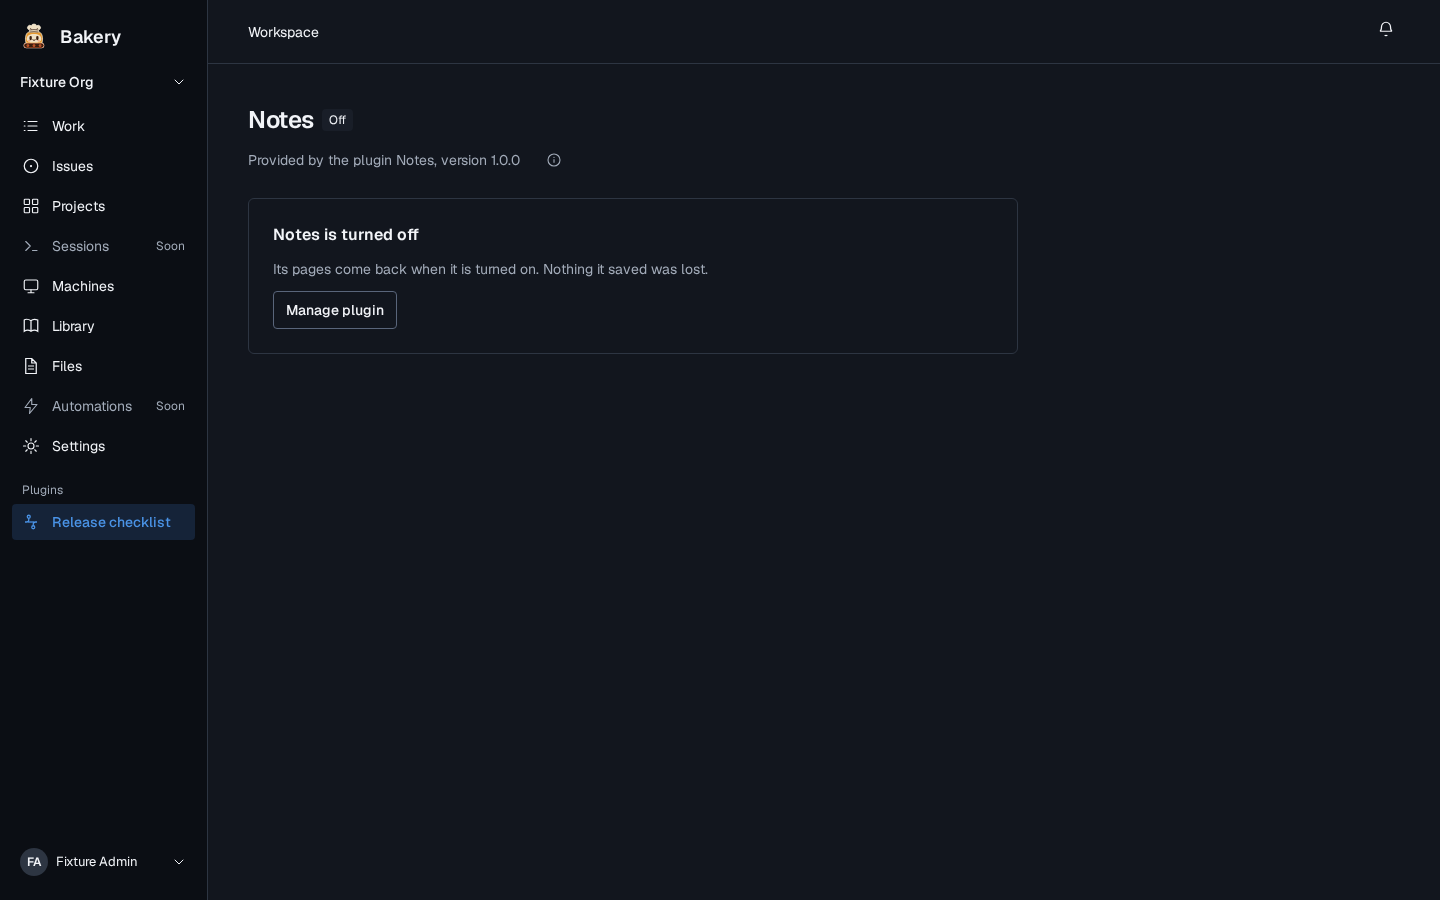 Bakery
Fixture Org
Work
Issues
Projects
Sessions Soon
Machines
Library
Files
Automations Soon
Settings
Plugins
Release checklist
FA Fixture Admin
Workspace
Notes Off
Provided by the plugin Notes, version 1.0.0
Notes is turned off
Its pages come back when it is turned on. Nothing it saved was lost.
Manage plugin